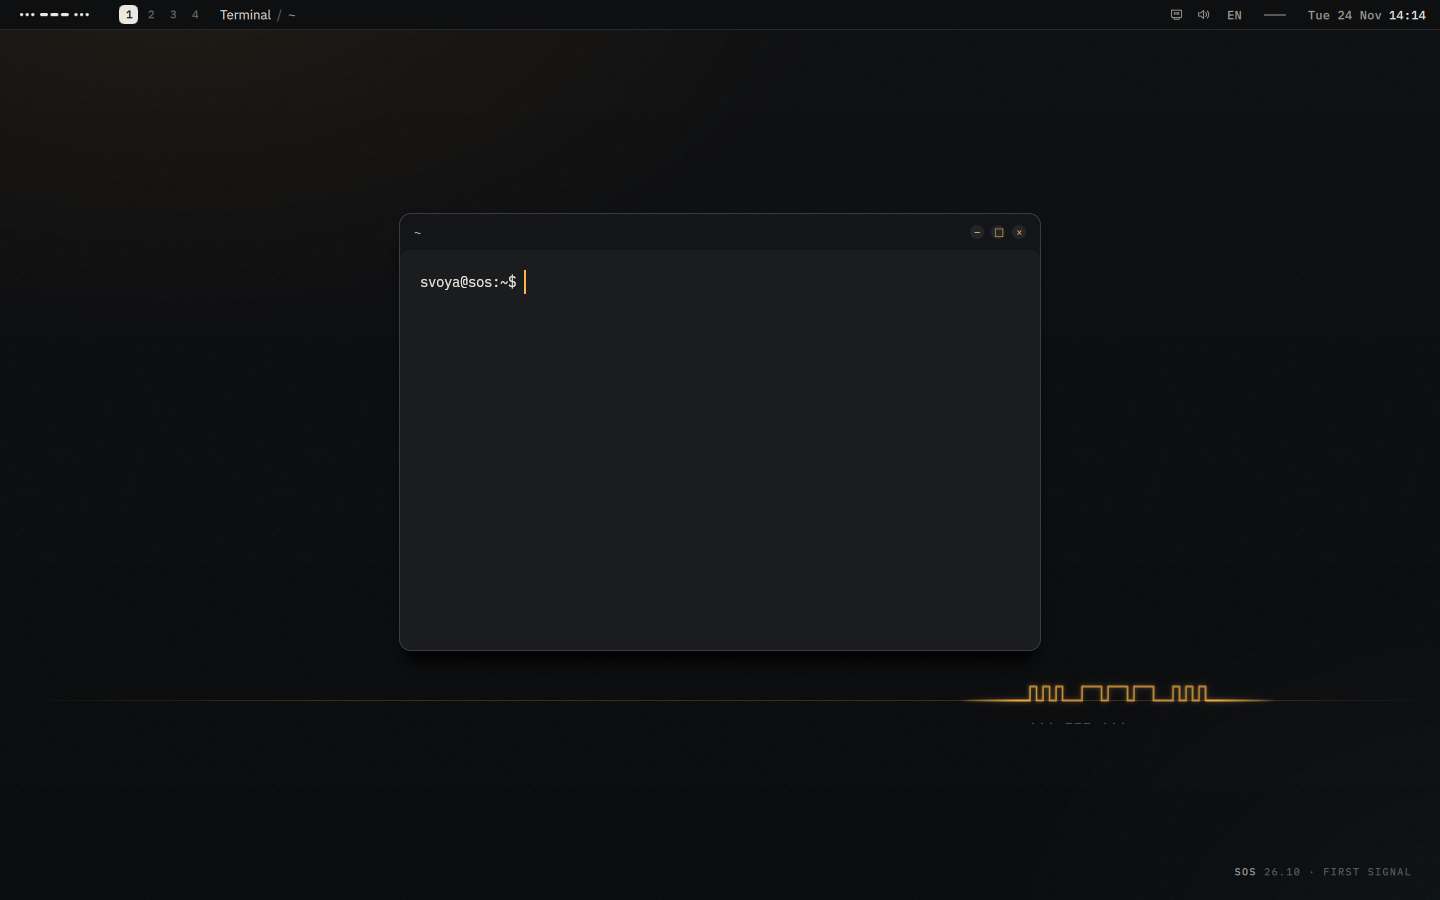 1 2 3 4 Terminal / ~ EN Tue 24 Nov 14:14
~
svoya@sos:~$
··· ——— ···
SOS 26.10 · FIRST SIGNAL